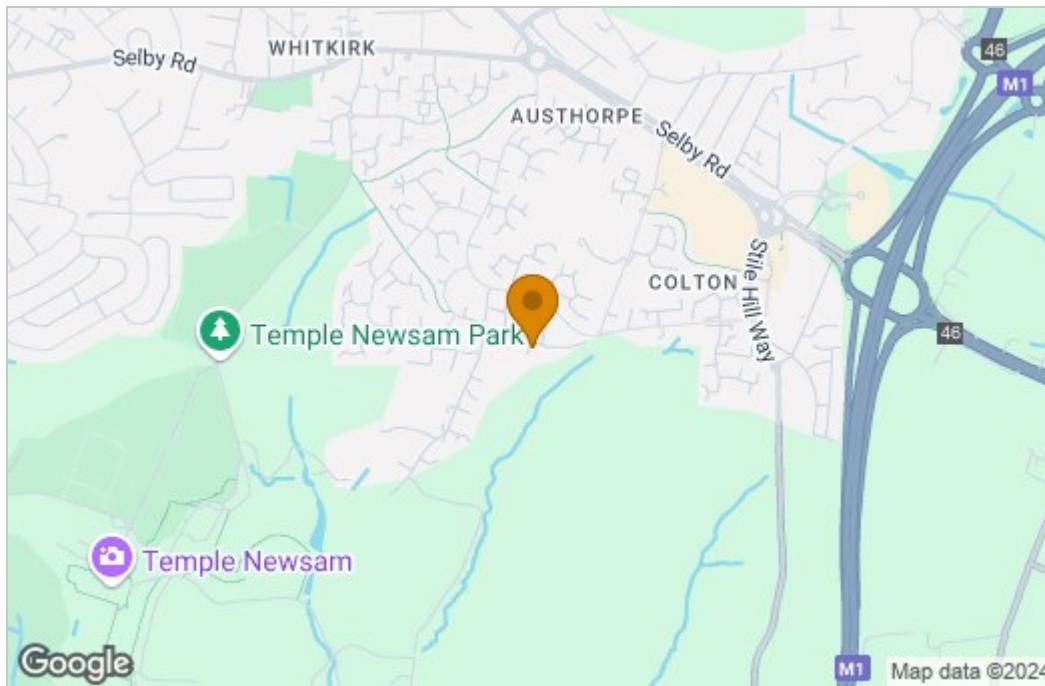 WHITKIRK
Selby Rd
46
M1
AUSTHORPE
Selby Rd
COLTON
Stile Hill Way
Temple Newsam Park
46
Temple Newsam
Google
M1
Map data ©2024